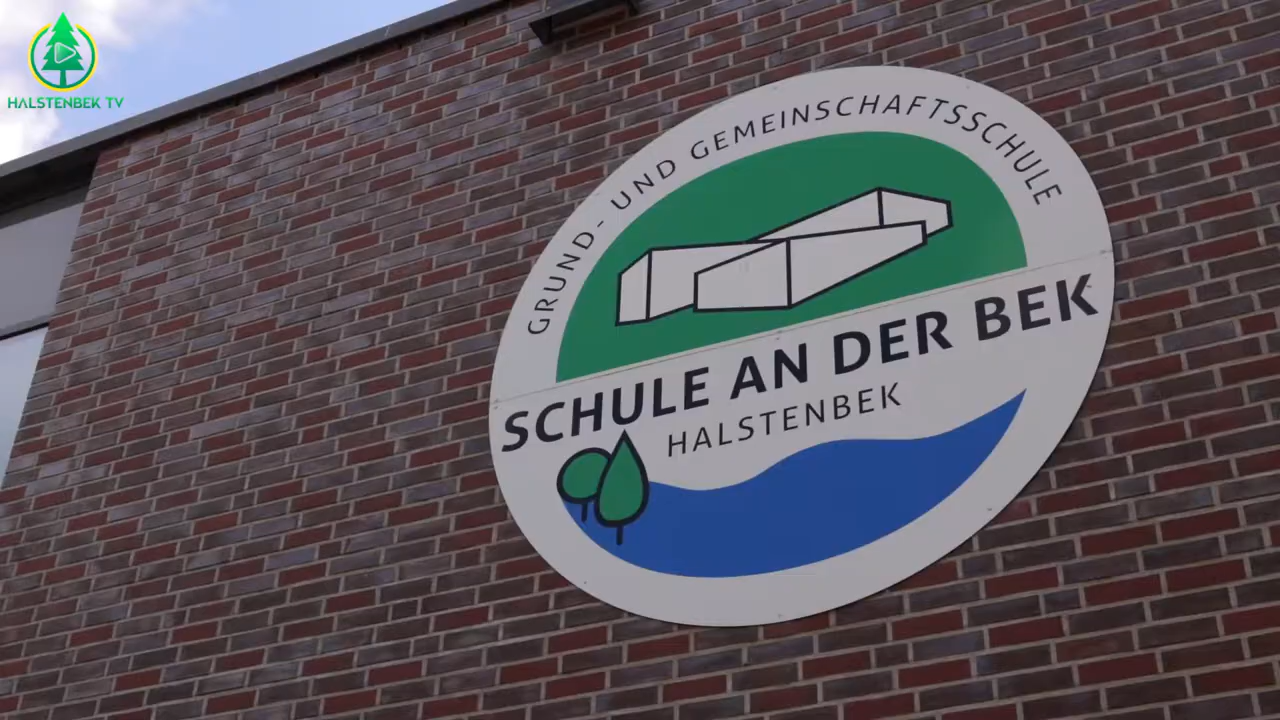 HALSTENBEK TV
GRUND- UND GEMEINSCHAFTSSCHULE
SCHULE AN DER BEK
HALSTENBEK